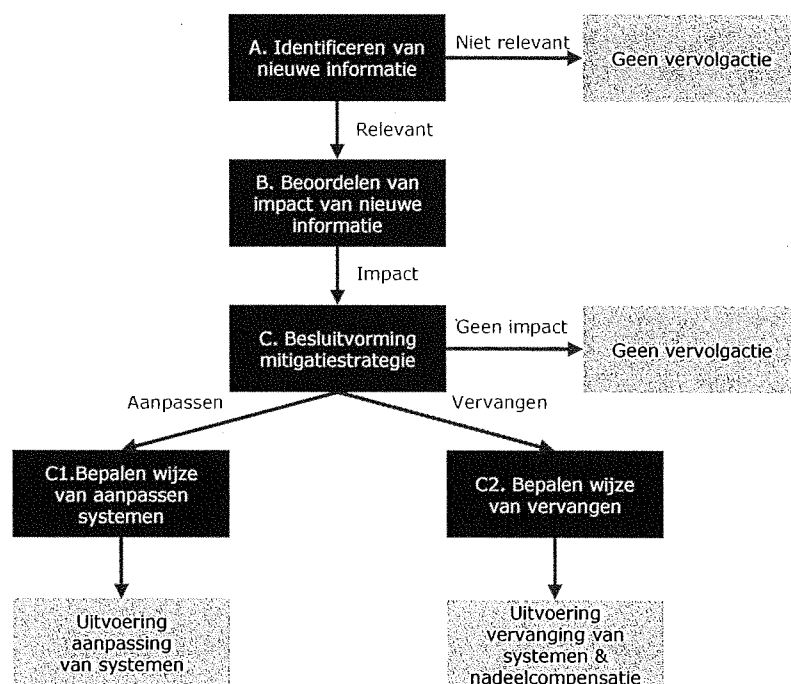 A. Identificeren van
nieuwe informatie
Niet relevant
Geen vervolgactie
Relevant
B. Beoordelen van
impact van nieuwe
informatie
Impact
C. Besluitvorming
mitigatiestrategie
Geen impact
Geen vervolgactie
Aanpassen
Vervangen
C1.Bepalen wijze
van aanpassen
systemen
C2. Bepalen wijze
van vervangen
Uitvoering
aanpassing
van systemen
Uitvoering
vervanging van
systemen &
nadeelcompensatie